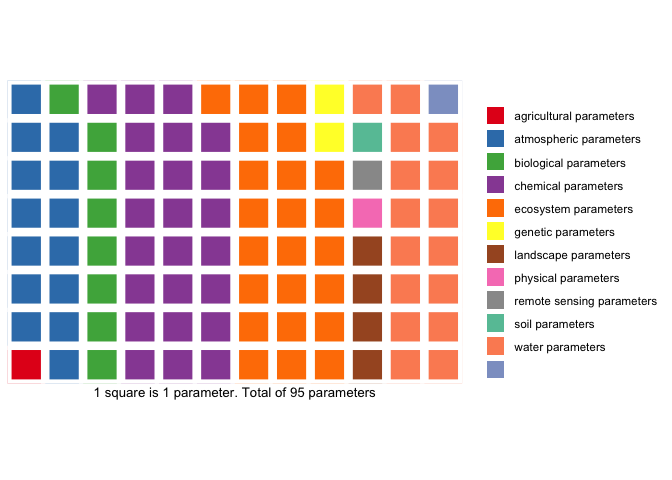 agricultural parameters
atmospheric parameters
biological parameters
chemical parameters
ecosystem parameters
genetic parameters
landscape parameters
physical parameters
remote sensing parameters
soil parameters
water parameters
1 square is 1 parameter. Total of 95 parameters